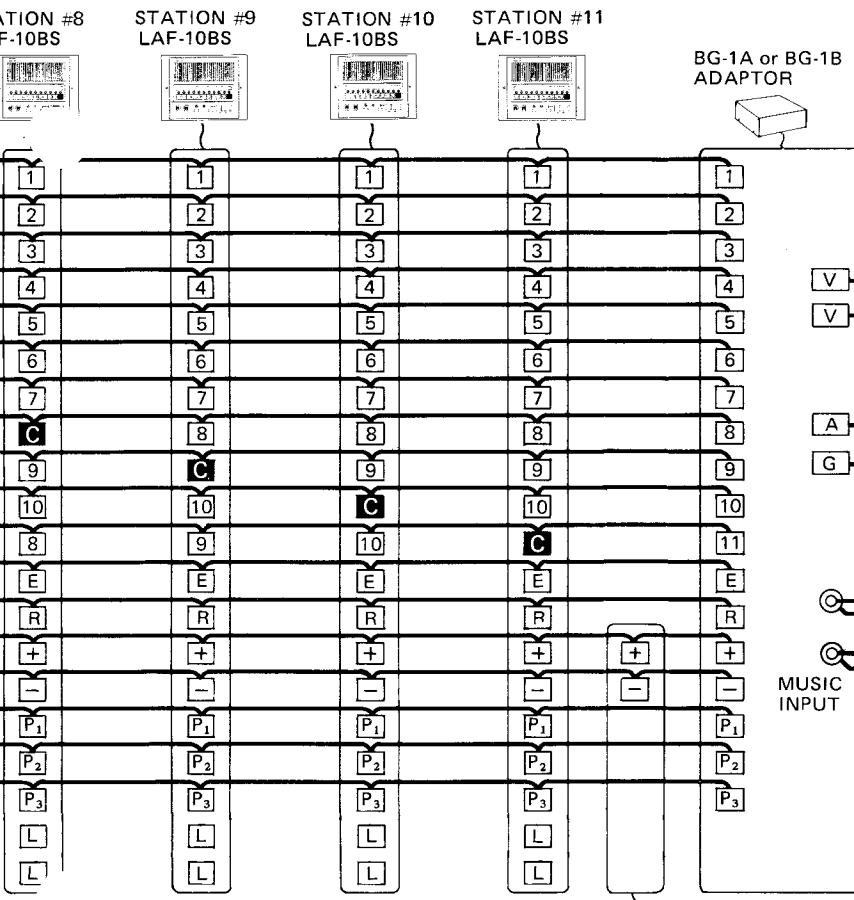 ATION #8 STATION #9 STATION #10 STATION #11
F-10BS LAF-10BS LAF-10BS LAF-10BS
BG-1A or BG-1B
ADAPTOR
1 1 1 1 1
2 2 2 2 2
3 3 3 3 3
4 4 4 4 4 V
5 5 5 5 5 V
6 6 6 6 6
7 7 7 7 7
C 8 8 8 8 A
9 C 9 9 9 G
10 10 C 10 10
8 9 10 C 11
E E E E E
R R R R R
+ + + + + +
− − − − − −
MUSIC
INPUT
P₁ P₁ P₁ P₁ P₁
P₂ P₂ P₂ P₂ P₂
P₃ P₃ P₃ P₃ P₃
L L L L
L L L L